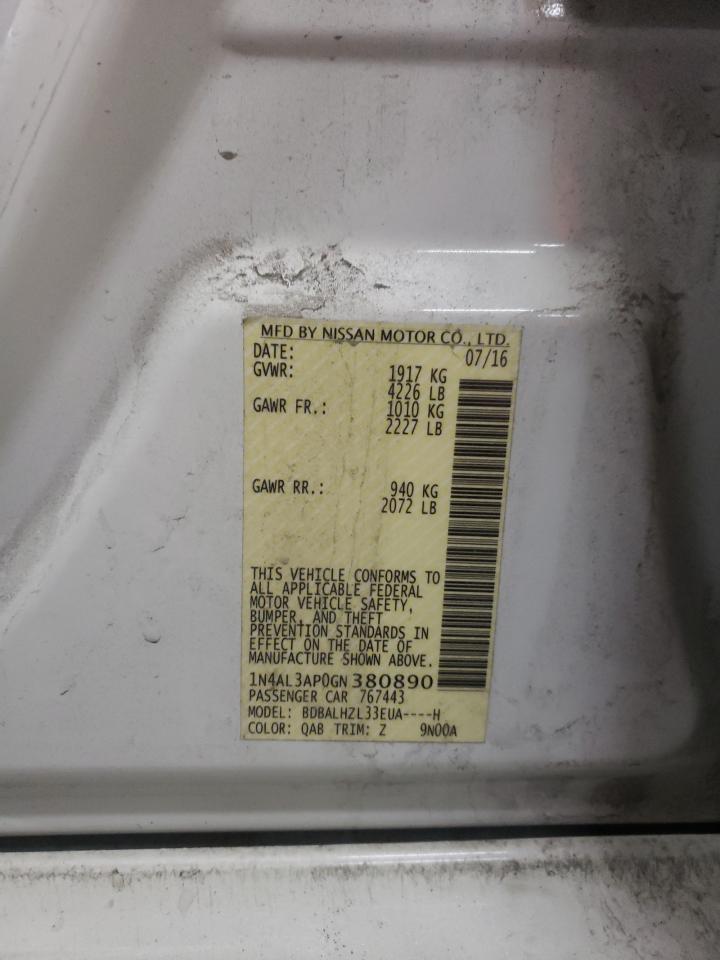 MFD BY NISSAN MOTOR CO., LTD.
DATE: 07/16
GVWR: 1917 KG
4226 LB
GAWR FR.: 1010 KG
2227 LB
GAWR RR.: 940 KG
2072 LB
THIS VEHICLE CONFORMS TO
ALL APPLICABLE FEDERAL
MOTOR VEHICLE SAFETY,
BUMPER, AND THEFT
PREVENTION STANDARDS IN
EFFECT ON THE DATE OF
MANUFACTURE SHOWN ABOVE.
1N4AL3AP0GN380890
PASSENGER CAR 767443
MODEL: BDBALHZL33EUA----H
COLOR: QAB TRIM: Z 9N00A